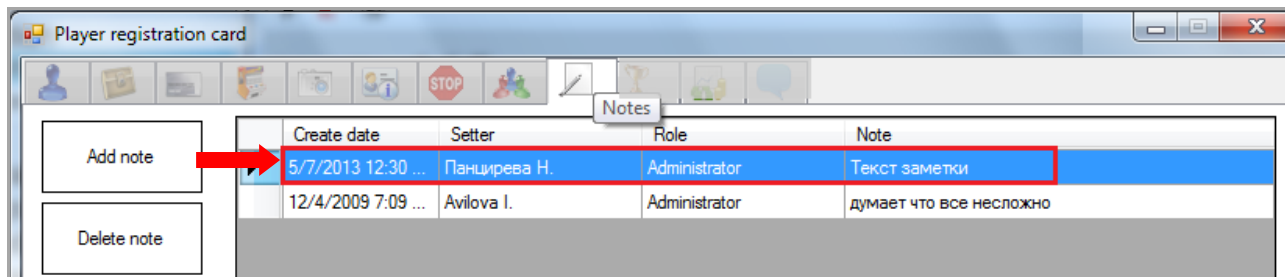 Player registration card
STOP
Notes
Create date Setter Role Note
Add note
5/7/2013 12:30 ... Панцирева Н. Administrator Текст заметки
12/4/2009 7:09 ... Avilova I. Administrator думает что все несложно
Delete note